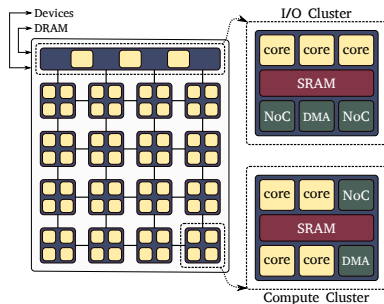 Devices
DRAM
I/O Cluster
core core core
SRAM
NoC DMA NoC
core core NoC
SRAM
core core DMA
Compute Cluster